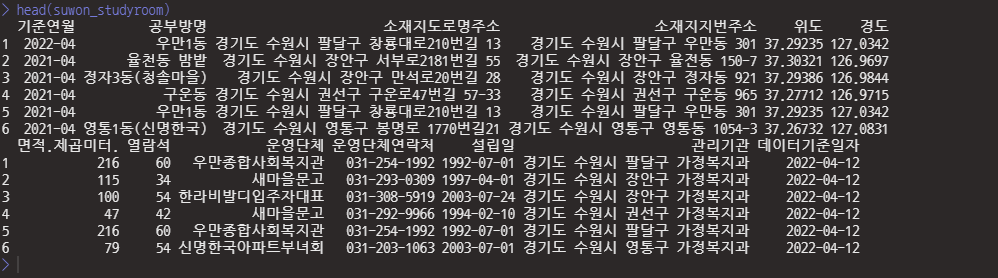 > head(suwon_studyroom)
기준연월 공부방명 소재지도로명주소 소재지지번주소 위도 경도
1 2022-04 우만1동 경기도 수원시 팔달구 창룡대로210번길 13 경기도 수원시 팔달구 우만동 301 37.29235 127.0342
2 2021-04 율천동 밤밭 경기도 수원시 장안구 서부로2181번길 55 경기도 수원시 장안구 율전동 150-7 37.30321 126.9697
3 2021-04 정자3동(청솔마을) 경기도 수원시 장안구 만석로20번길 28 경기도 수원시 장안구 정자동 921 37.29386 126.9844
4 2021-04 구운동 경기도 수원시 권선구 구운로47번길 57-33 경기도 수원시 권선구 구운동 965 37.27712 126.9715
5 2021-04 우만1동 경기도 수원시 팔달구 창룡대로210번길 13 경기도 수원시 팔달구 우만동 301 37.29235 127.0342
6 2021-04 영통1동(신명한국) 경기도 수원시 영통구 봉명로 1770번길21 경기도 수원시 영통구 영통동 1054-3 37.26732 127.0831
면적.제곱미터. 열람석 운영단체 운영단체연락처 설립일 관리기관 데이터기준일자
1 216 60 우만종합사회복지관 031-254-1992 1992-07-01 경기도 수원시 팔달구 가정복지과 2022-04-12
2 115 34 새마을문고 031-293-0309 1997-04-01 경기도 수원시 장안구 가정복지과 2022-04-12
3 100 54 한라비발디입주자대표 031-308-5919 2003-07-24 경기도 수원시 장안구 가정복지과 2022-04-12
4 47 42 새마을문고 031-292-9966 1994-02-10 경기도 수원시 권선구 가정복지과 2022-04-12
5 216 60 우만종합사회복지관 031-254-1992 1992-07-01 경기도 수원시 팔달구 가정복지과 2022-04-12
6 79 54 신명한국아파트부녀회 031-203-1063 2003-07-01 경기도 수원시 영통구 가정복지과 2022-04-12
>